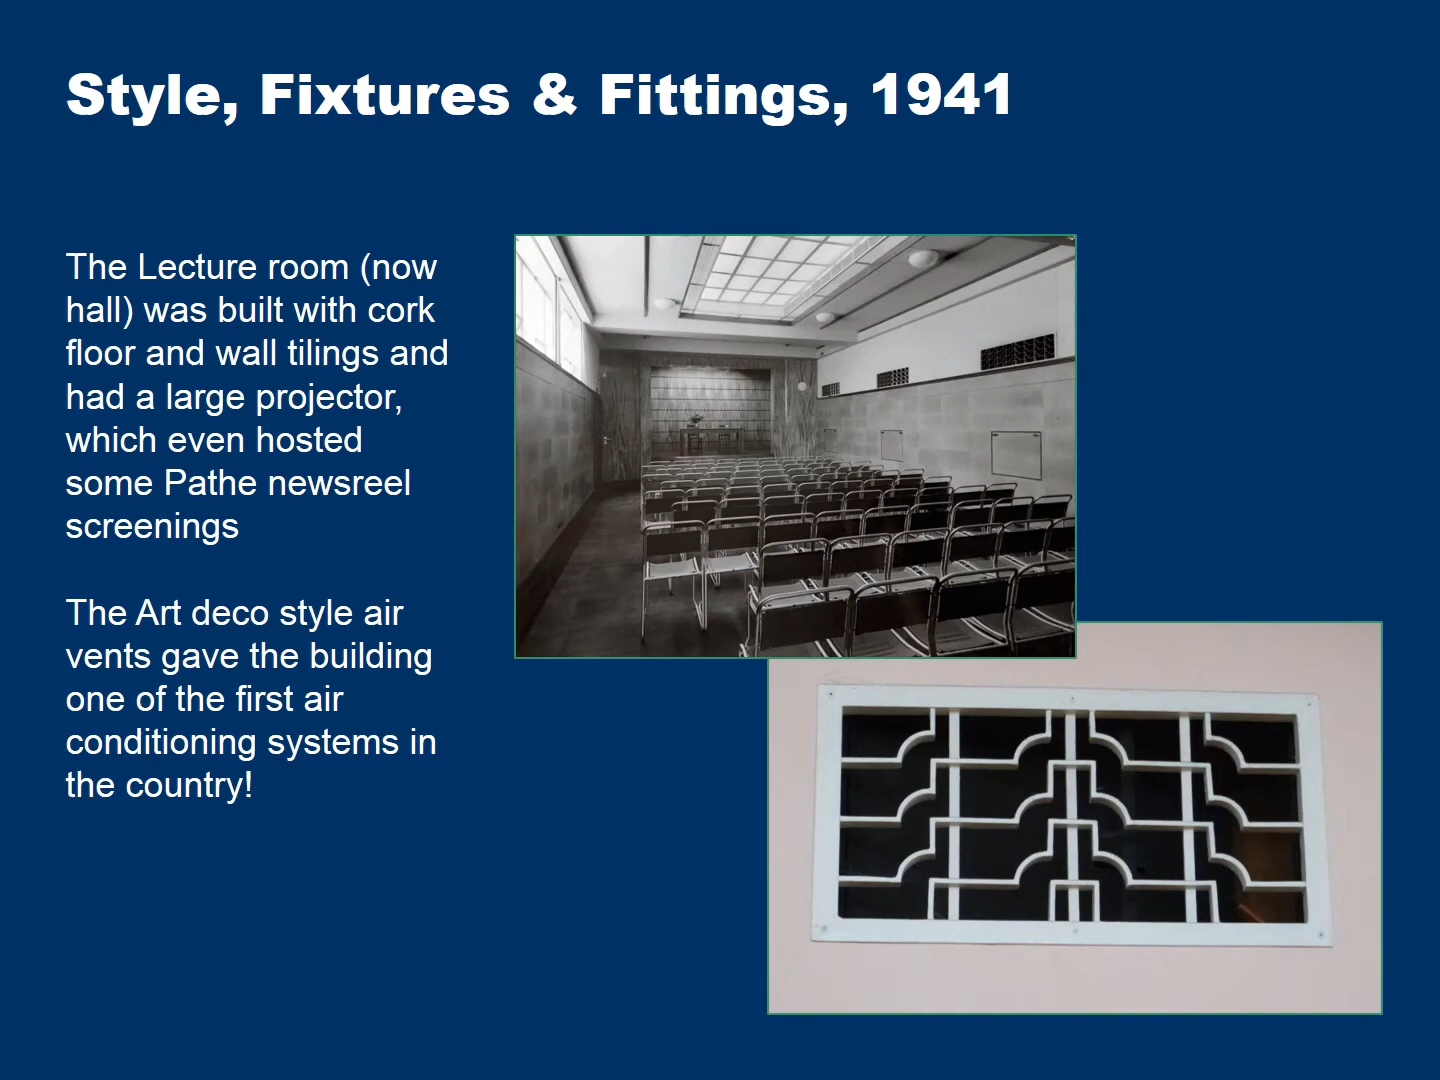 Style, Fixtures & Fittings, 1941
The Lecture room (now
hall) was built with cork
floor and wall tilings and
had a large projector,
which even hosted
some Pathe newsreel
screenings
The Art deco style air
vents gave the building
one of the first air
conditioning systems in
the country!